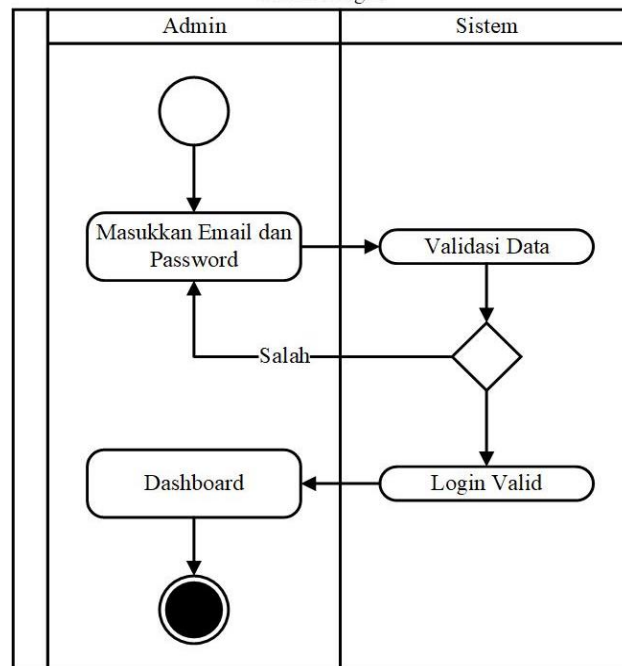 Admin
Sistem
Masukkan Email dan
Password
Validasi Data
Salah
Dashboard
Login Valid